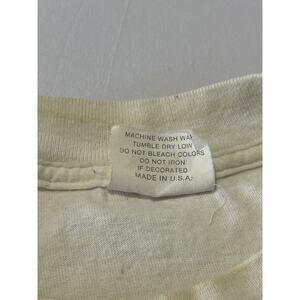 MACHINE WASH WA
TUMBLE DRY LOW
DO NOT BLEACH COLORS
DO NOT IRON
IF DECORATED
MADE IN U.S.A.